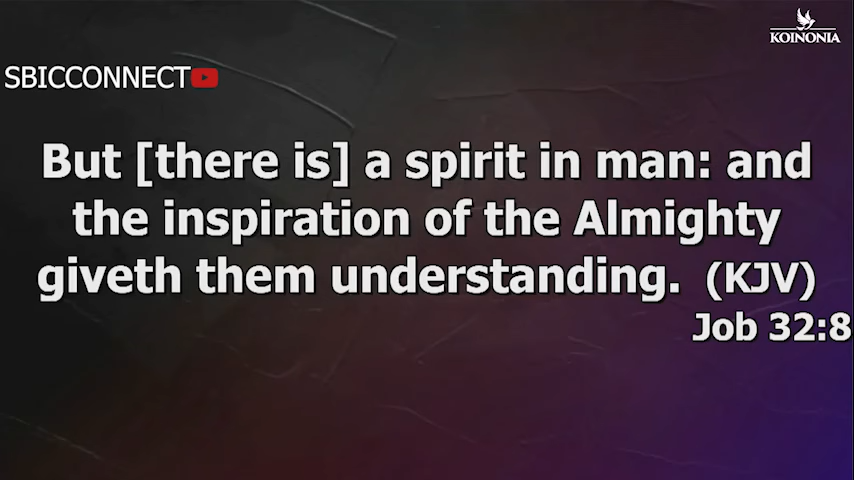 KOINONIA
SBICCONNECT
But [there is] a spirit in man: and
the inspiration of the Almighty
giveth them understanding. (KJV)
Job 32:8